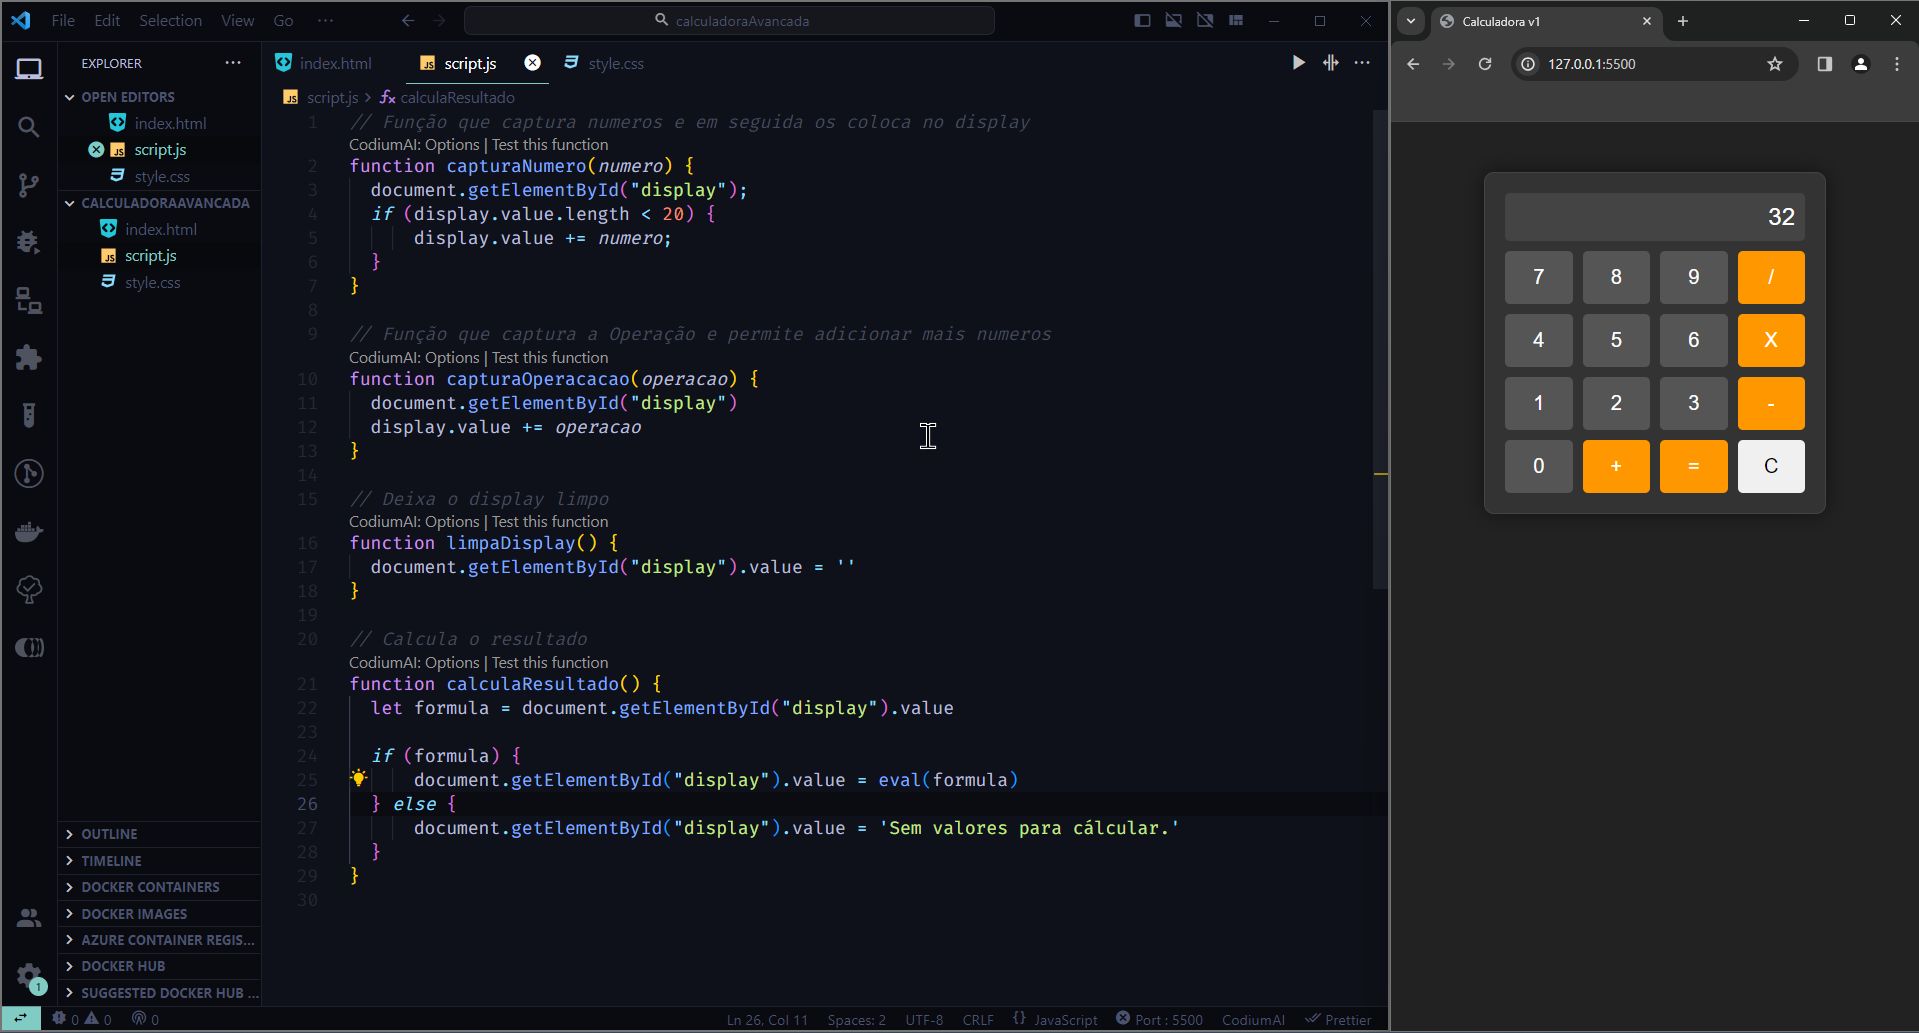 File Edit Selection View Go ··· calculadoraAvancada
EXPLORER ···
OPEN EDITORS
index.html
script.js
style.css
CALCULADORAAVANCADA
index.html
script.js
style.css
OUTLINE
TIMELINE
DOCKER CONTAINERS
DOCKER IMAGES
AZURE CONTAINER REGIS...
DOCKER HUB
SUGGESTED DOCKER HUB ...
1
index.html script.js style.css
script.js > calculaResultado
1 // Função que captura numeros e em seguida os coloca no display
CodiumAI: Options | Test this function
2 function capturaNumero(numero) {
3 document.getElementById("display");
4 if (display.value.length < 20) {
5 display.value += numero;
6 }
7 }
8
9 // Função que captura a Operação e permite adicionar mais numeros
CodiumAI: Options | Test this function
10 function capturaOperacacao(operacao) {
11 document.getElementById("display")
12 display.value += operacao
13 }
14
15 // Deixa o display limpo
CodiumAI: Options | Test this function
16 function limpaDisplay() {
17 document.getElementById("display").value = ''
18 }
19
20 // Calcula o resultado
CodiumAI: Options | Test this function
21 function calculaResultado() {
22 let formula = document.getElementById("display").value
23
24 if (formula) {
25 document.getElementById("display").value = eval(formula)
26 } else {
27 document.getElementById("display").value = 'Sem valores para cálcular.'
28 }
29 }
30
0 0 0 Ln 26, Col 11 Spaces: 2 UTF-8 CRLF {} JavaScript Port : 5500 CodiumAI Prettier
Calculadora v1
127.0.0.1:5500
32
7 8 9 /
4 5 6 X
1 2 3 -
0 + = C